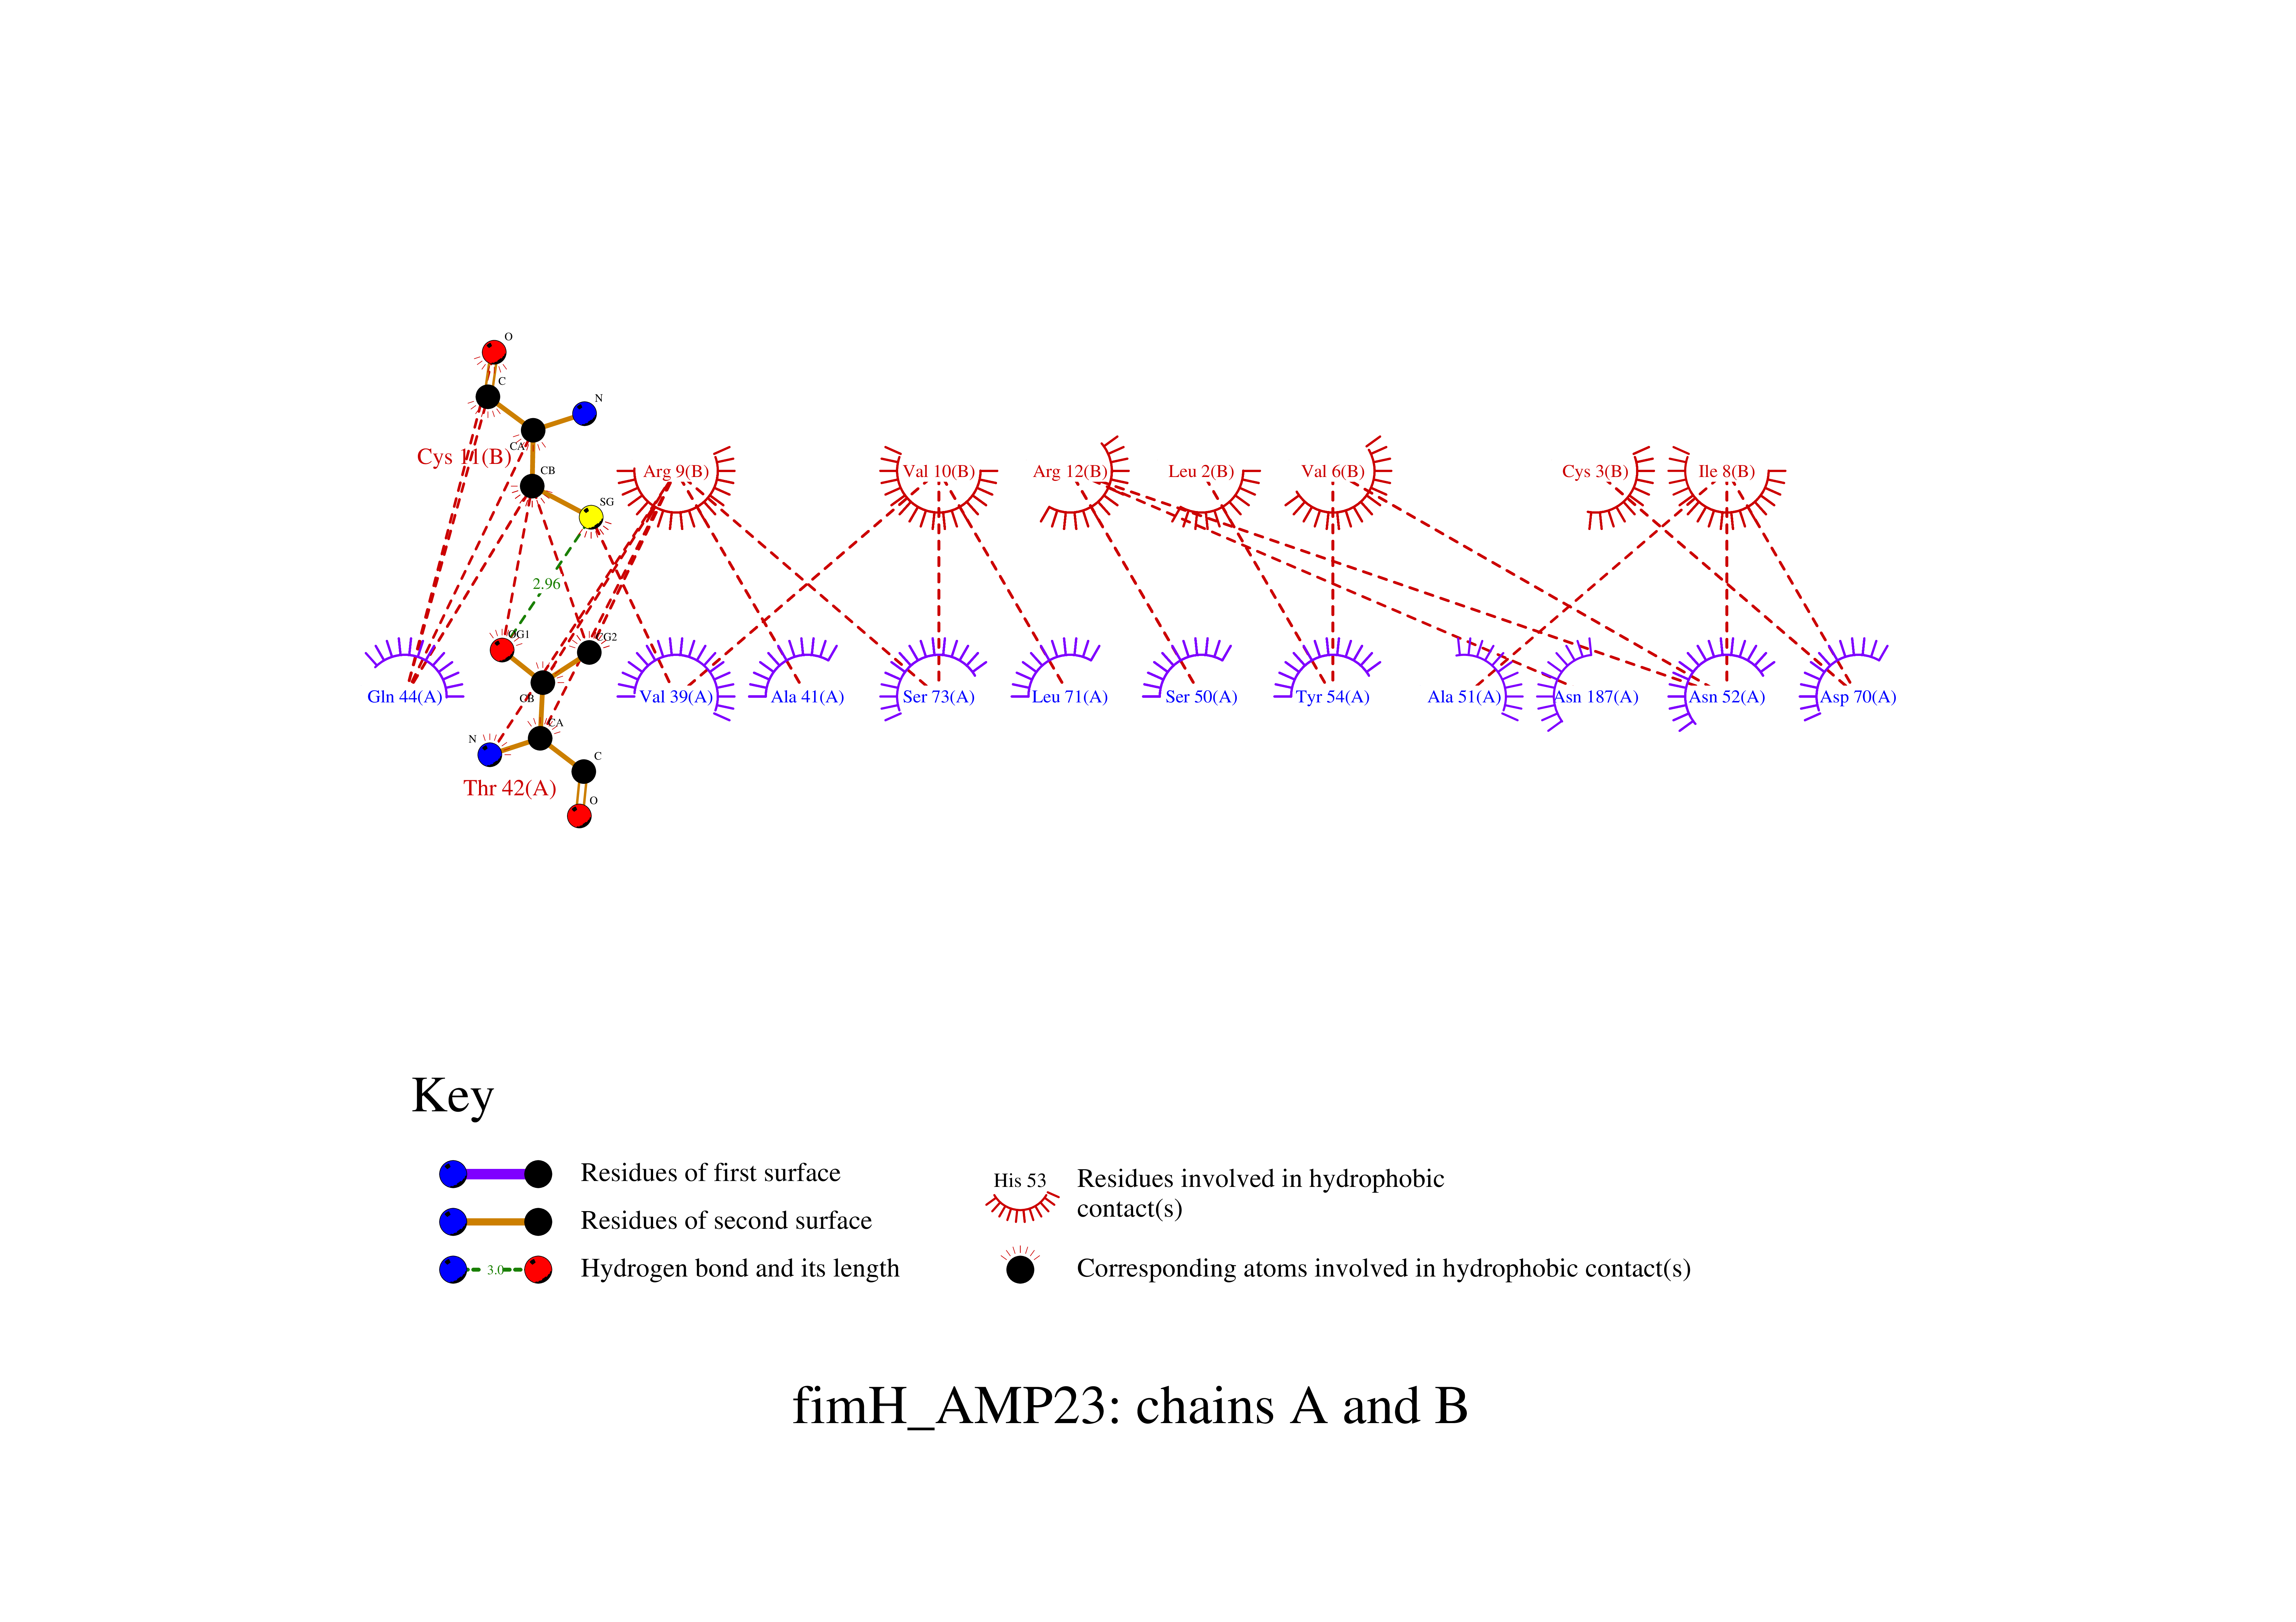 O
C
N
CA
Cys 11(B)
CB
SG
Arg 9(B)
Val 10(B)
Arg 12(B)
Leu 2(B)
Val 6(B)
Cys 3(B)
Ile 8(B)
2.96
OG1
CG2
Gln 44(A)
CB
Val 39(A)
Ala 41(A)
Ser 73(A)
Leu 71(A)
Ser 50(A)
Tyr 54(A)
Ala 51(A)
Asn 187(A)
Asn 52(A)
Asp 70(A)
CA
N
C
Thr 42(A)
O
Key
Residues of first surface
Residues of second surface
3.0
Hydrogen bond and its length
His 53
Residues involved in hydrophobic
contact(s)
Corresponding atoms involved in hydrophobic contact(s)
fimH_AMP23: chains A and B